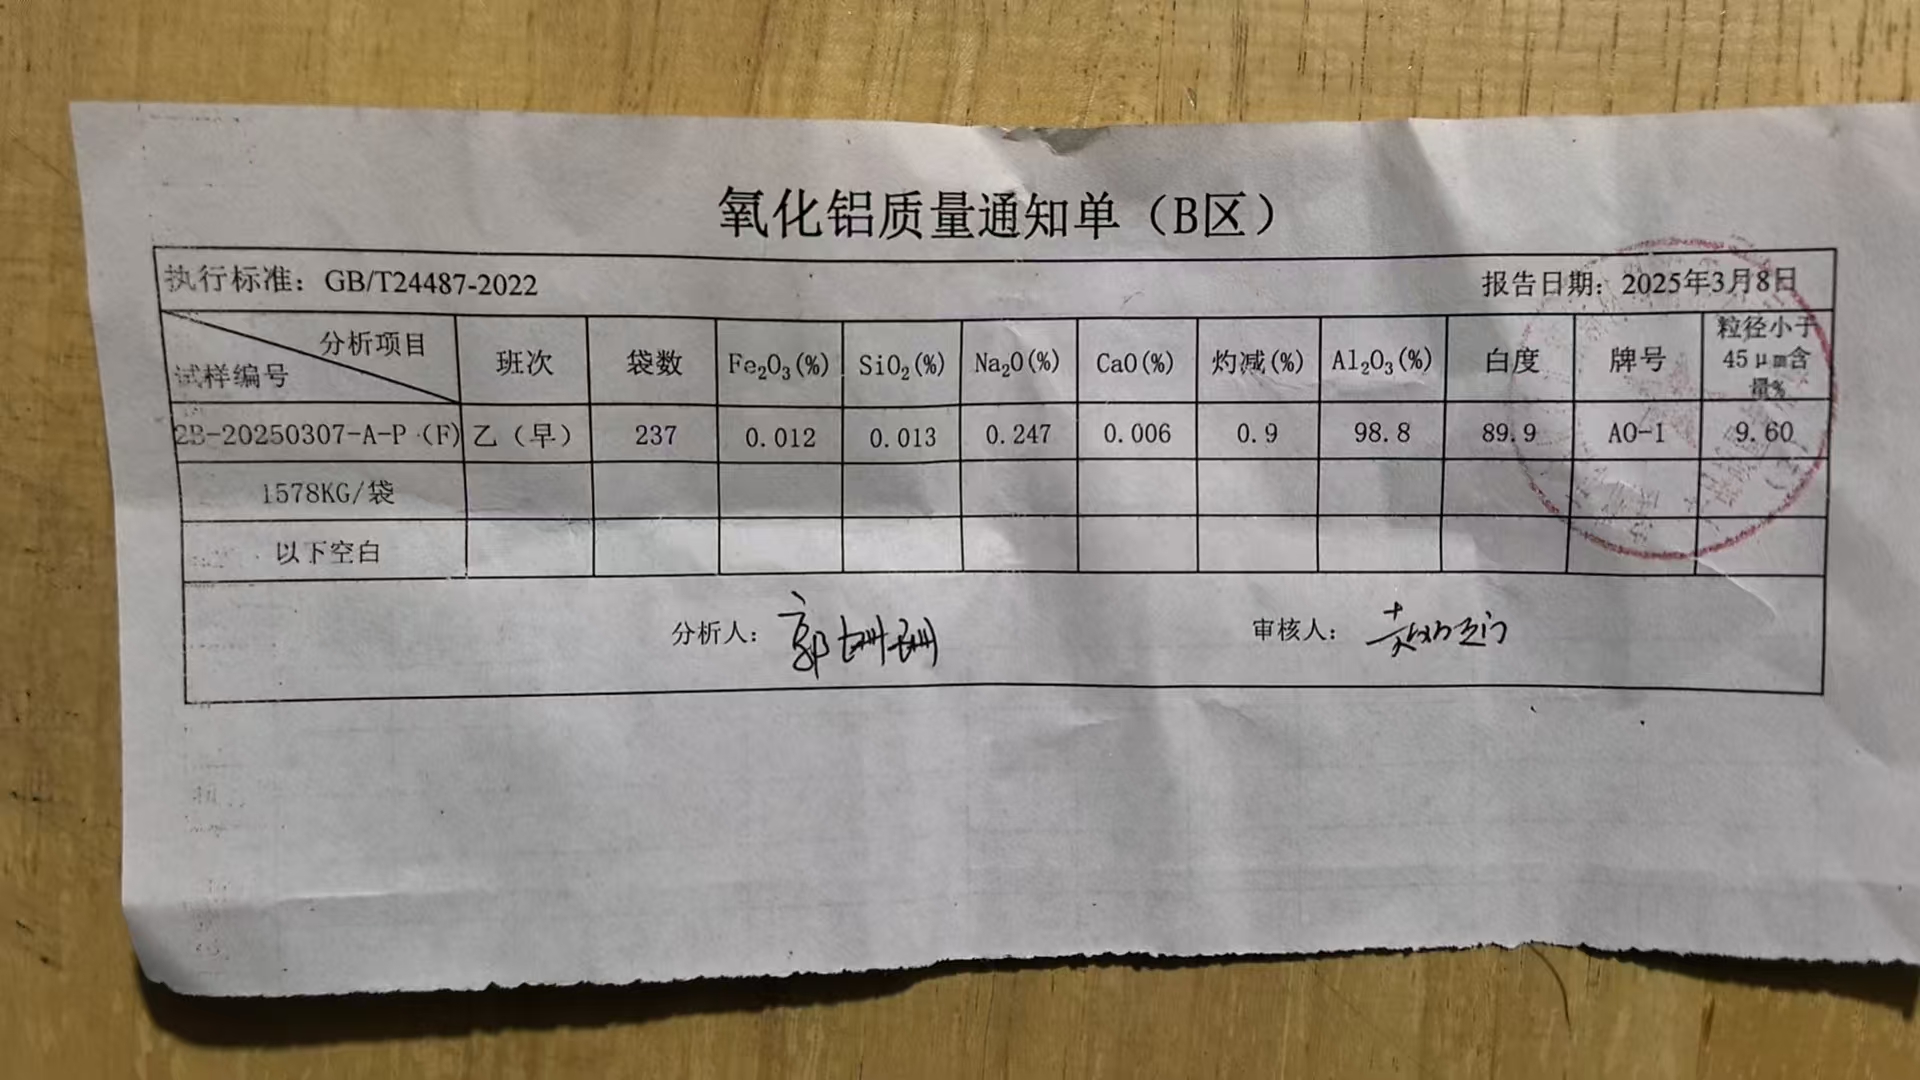 氧化铝质量通知单（B区）
执行标准：GB/T24487-2022 报告日期：2025年3月8日
分析项目 试样编号 班次 袋数 Fe₂O₃(%) SiO₂(%) Na₂O(%) CaO(%) 灼减(%) Al₂O₃(%) 白度 牌号 粒径小于45μm含量%
2B-20250307-A-P（F) 乙（早） 237 0.012 0.013 0.247 0.006 0.9 98.8 89.9 AO-1 9.60
1578KG/袋
以下空白
分析人： 审核人：